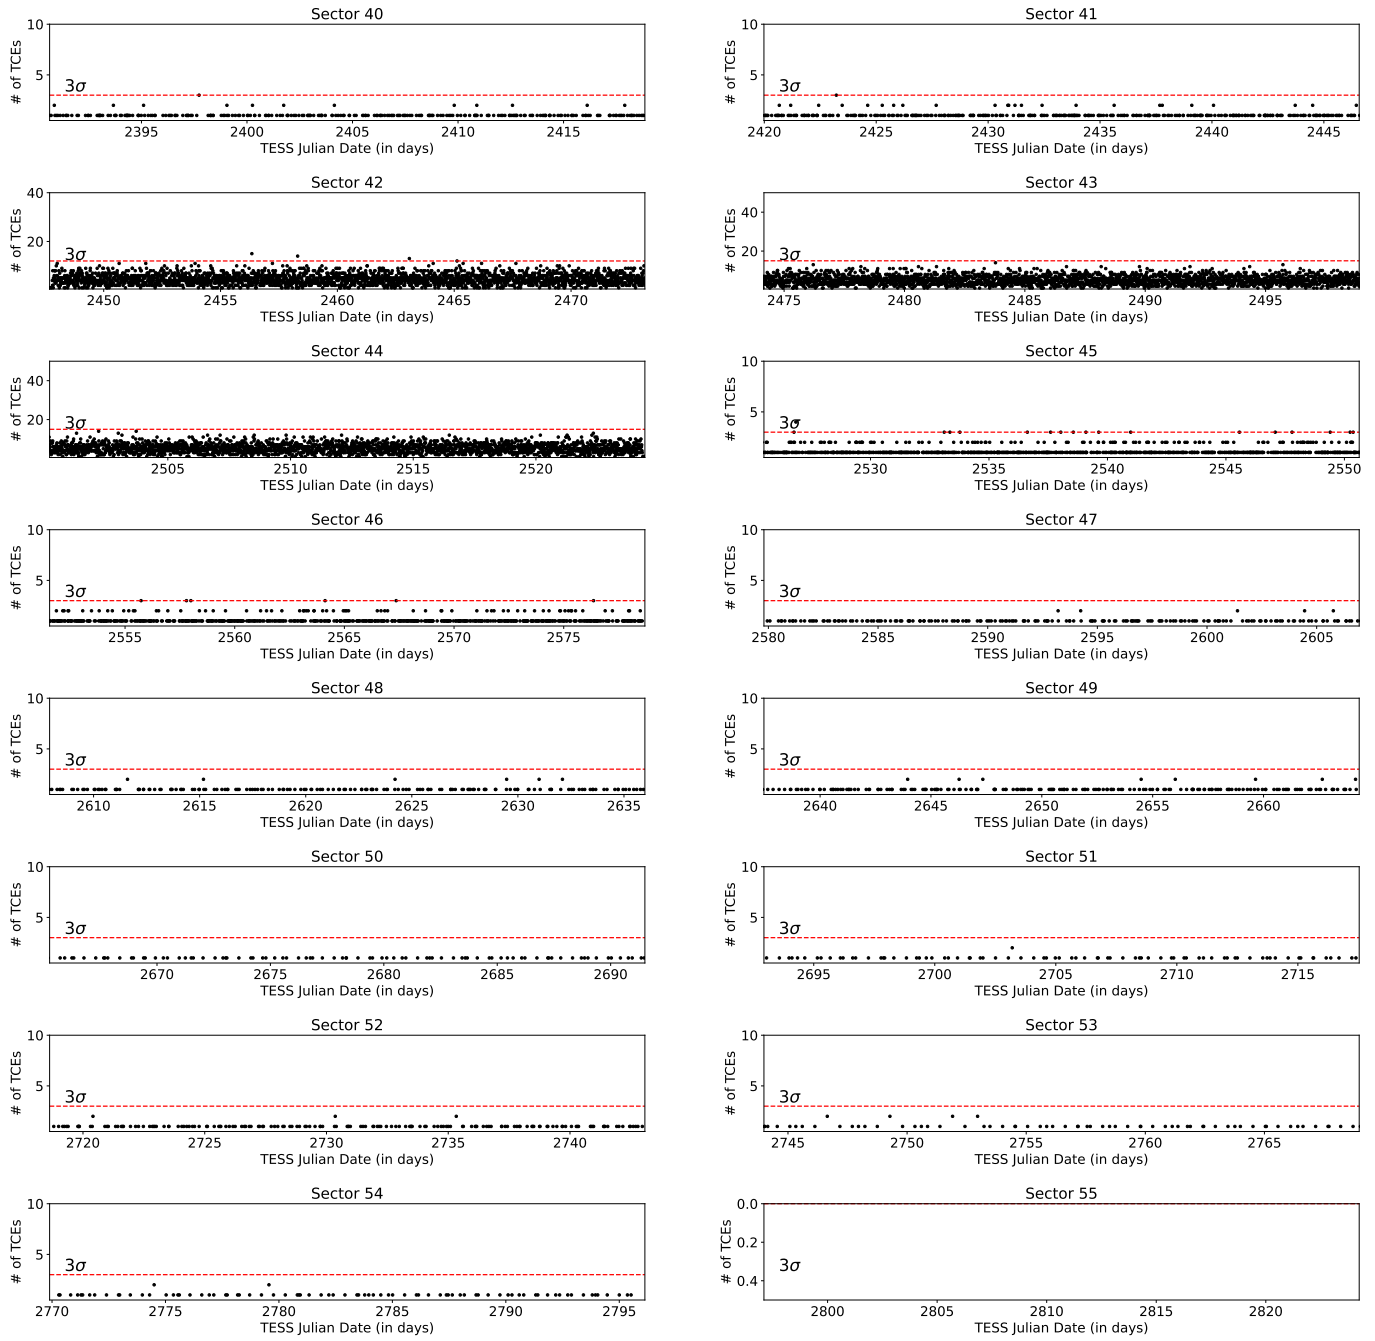 Sector 40
10
5
# of TCEs
3σ
2395 2400 2405 2410 2415
TESS Julian Date (in days)
Sector 41
10
5
# of TCEs
3σ
2420 2425 2430 2435 2440 2445
TESS Julian Date (in days)
Sector 42
40
20
# of TCEs
3σ
2450 2455 2460 2465 2470
TESS Julian Date (in days)
Sector 43
40
20
# of TCEs
3σ
2475 2480 2485 2490 2495
TESS Julian Date (in days)
Sector 44
40
20
# of TCEs
3σ
2505 2510 2515 2520
TESS Julian Date (in days)
Sector 45
10
5
# of TCEs
3σ
2530 2535 2540 2545 2550
TESS Julian Date (in days)
Sector 46
10
5
# of TCEs
3σ
2555 2560 2565 2570 2575
TESS Julian Date (in days)
Sector 47
10
5
# of TCEs
3σ
2580 2585 2590 2595 2600 2605
TESS Julian Date (in days)
Sector 48
10
5
# of TCEs
3σ
2610 2615 2620 2625 2630 2635
TESS Julian Date (in days)
Sector 49
10
5
# of TCEs
3σ
2640 2645 2650 2655 2660
TESS Julian Date (in days)
Sector 50
10
5
# of TCEs
3σ
2670 2675 2680 2685 2690
TESS Julian Date (in days)
Sector 51
10
5
# of TCEs
3σ
2695 2700 2705 2710 2715
TESS Julian Date (in days)
Sector 52
10
5
# of TCEs
3σ
2720 2725 2730 2735 2740
TESS Julian Date (in days)
Sector 53
10
5
# of TCEs
3σ
2745 2750 2755 2760 2765
TESS Julian Date (in days)
Sector 54
10
5
# of TCEs
3σ
2770 2775 2780 2785 2790 2795
TESS Julian Date (in days)
Sector 55
0.0
0.2
0.4
# of TCEs
3σ
2800 2805 2810 2815 2820
TESS Julian Date (in days)